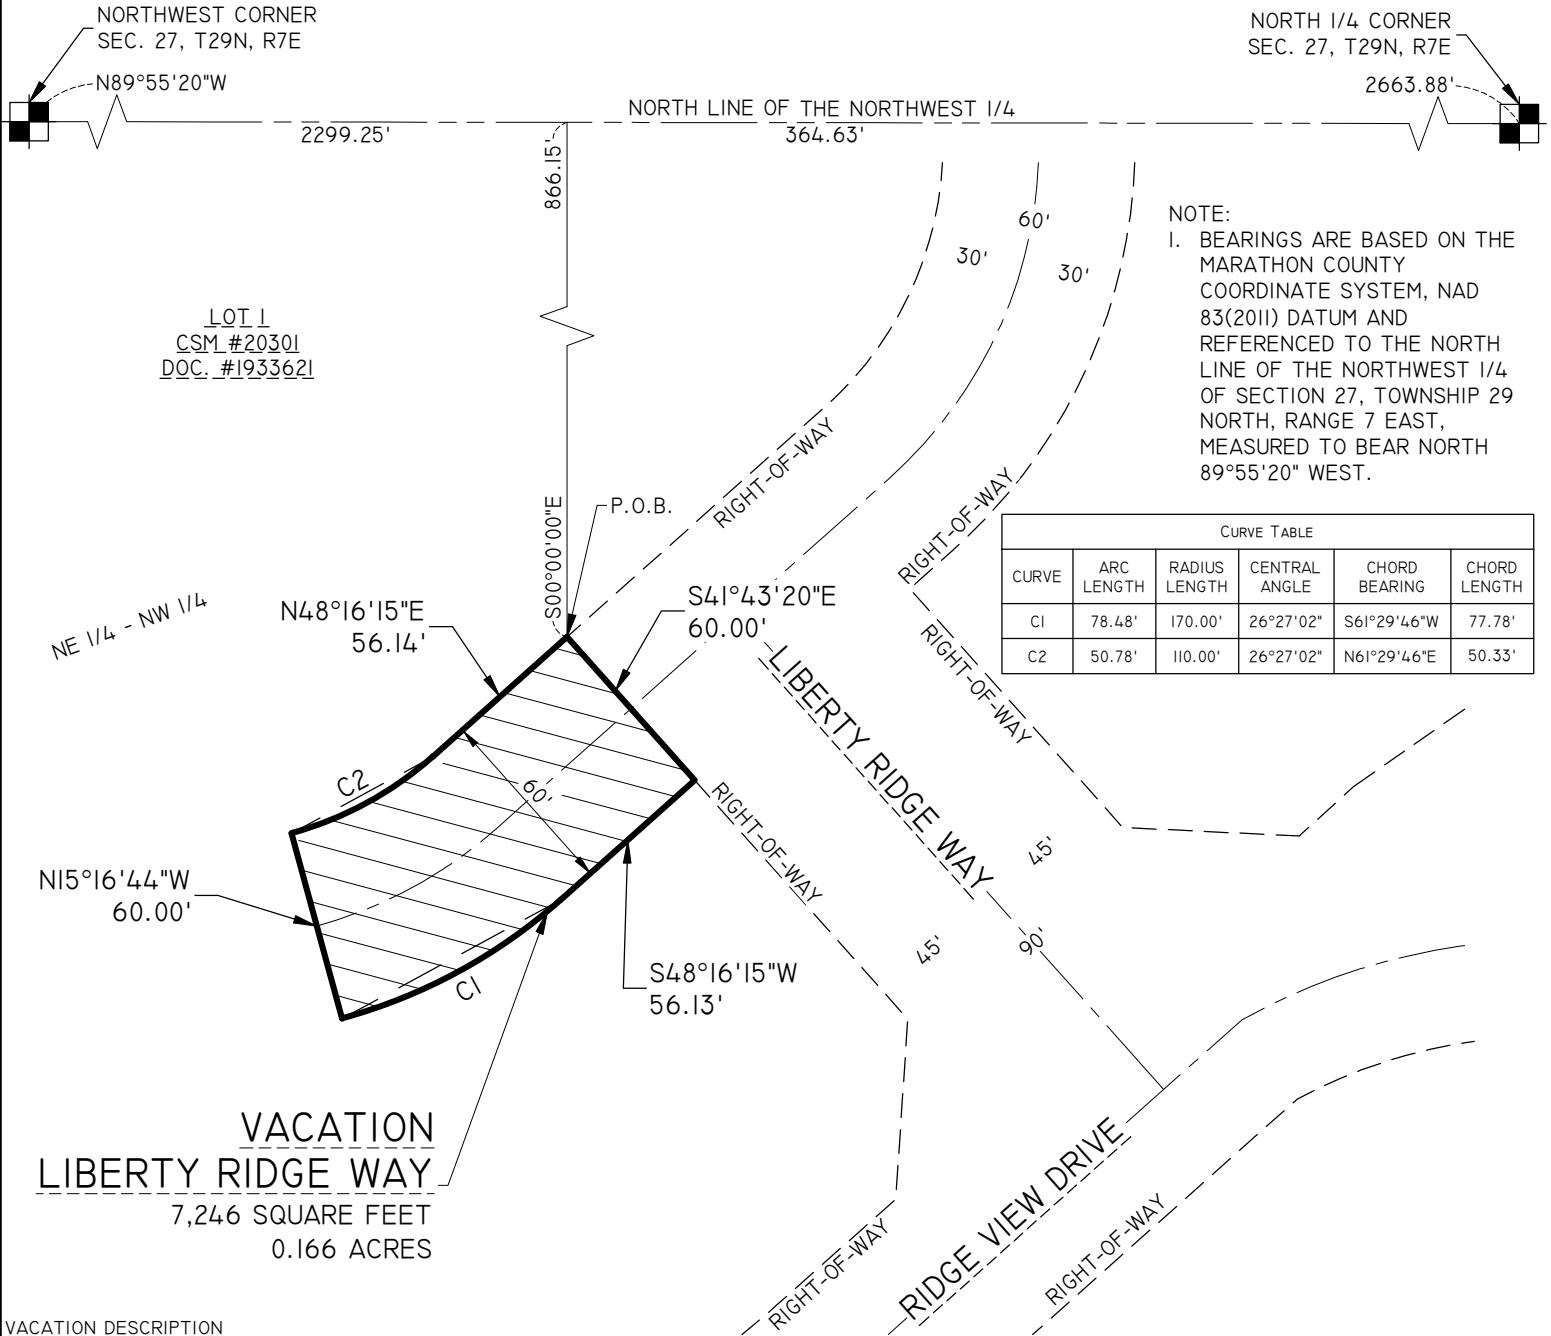 NORTHWEST CORNER
SEC. 27, T29N, R7E
N89°55'20"W
NORTH 1/4 CORNER
SEC. 27, T29N, R7E
2663.88'
NORTH LINE OF THE NORTHWEST 1/4
2299.25'
364.63'
866.15'
S00°00'00"E
60'
30'
30'
NOTE:
1. BEARINGS ARE BASED ON THE
MARATHON COUNTY
COORDINATE SYSTEM, NAD
83(2011) DATUM AND
REFERENCED TO THE NORTH
LINE OF THE NORTHWEST 1/4
OF SECTION 27, TOWNSHIP 29
NORTH, RANGE 7 EAST,
MEASURED TO BEAR NORTH
89°55'20" WEST.
LOT 1
CSM #20301
DOC. #1933621
RIGHT-OF-WAY
RIGHT-OF-WAY
P.O.B.
CURVE TABLE
CURVE ARC LENGTH RADIUS LENGTH CENTRAL ANGLE CHORD BEARING CHORD LENGTH
C1 78.48' 170.00' 26°27'02" S61°29'46"W 77.78'
C2 50.78' 110.00' 26°27'02" N61°29'46"E 50.33'
NE 1/4 - NW 1/4
N48°16'15"E
56.14'
S41°43'20"E
60.00'
RIGHT-OF-WAY
LIBERTY RIDGE WAY
C2
60'
RIGHT-OF-WAY
45'
45'
90'
N15°16'44"W
60.00'
C1
S48°16'15"W
56.13'
VACATION
LIBERTY RIDGE WAY
7,246 SQUARE FEET
0.166 ACRES
RIGHT-OF-WAY
RIDGE VIEW DRIVE
RIGHT-OF-WAY
VACATION DESCRIPTION